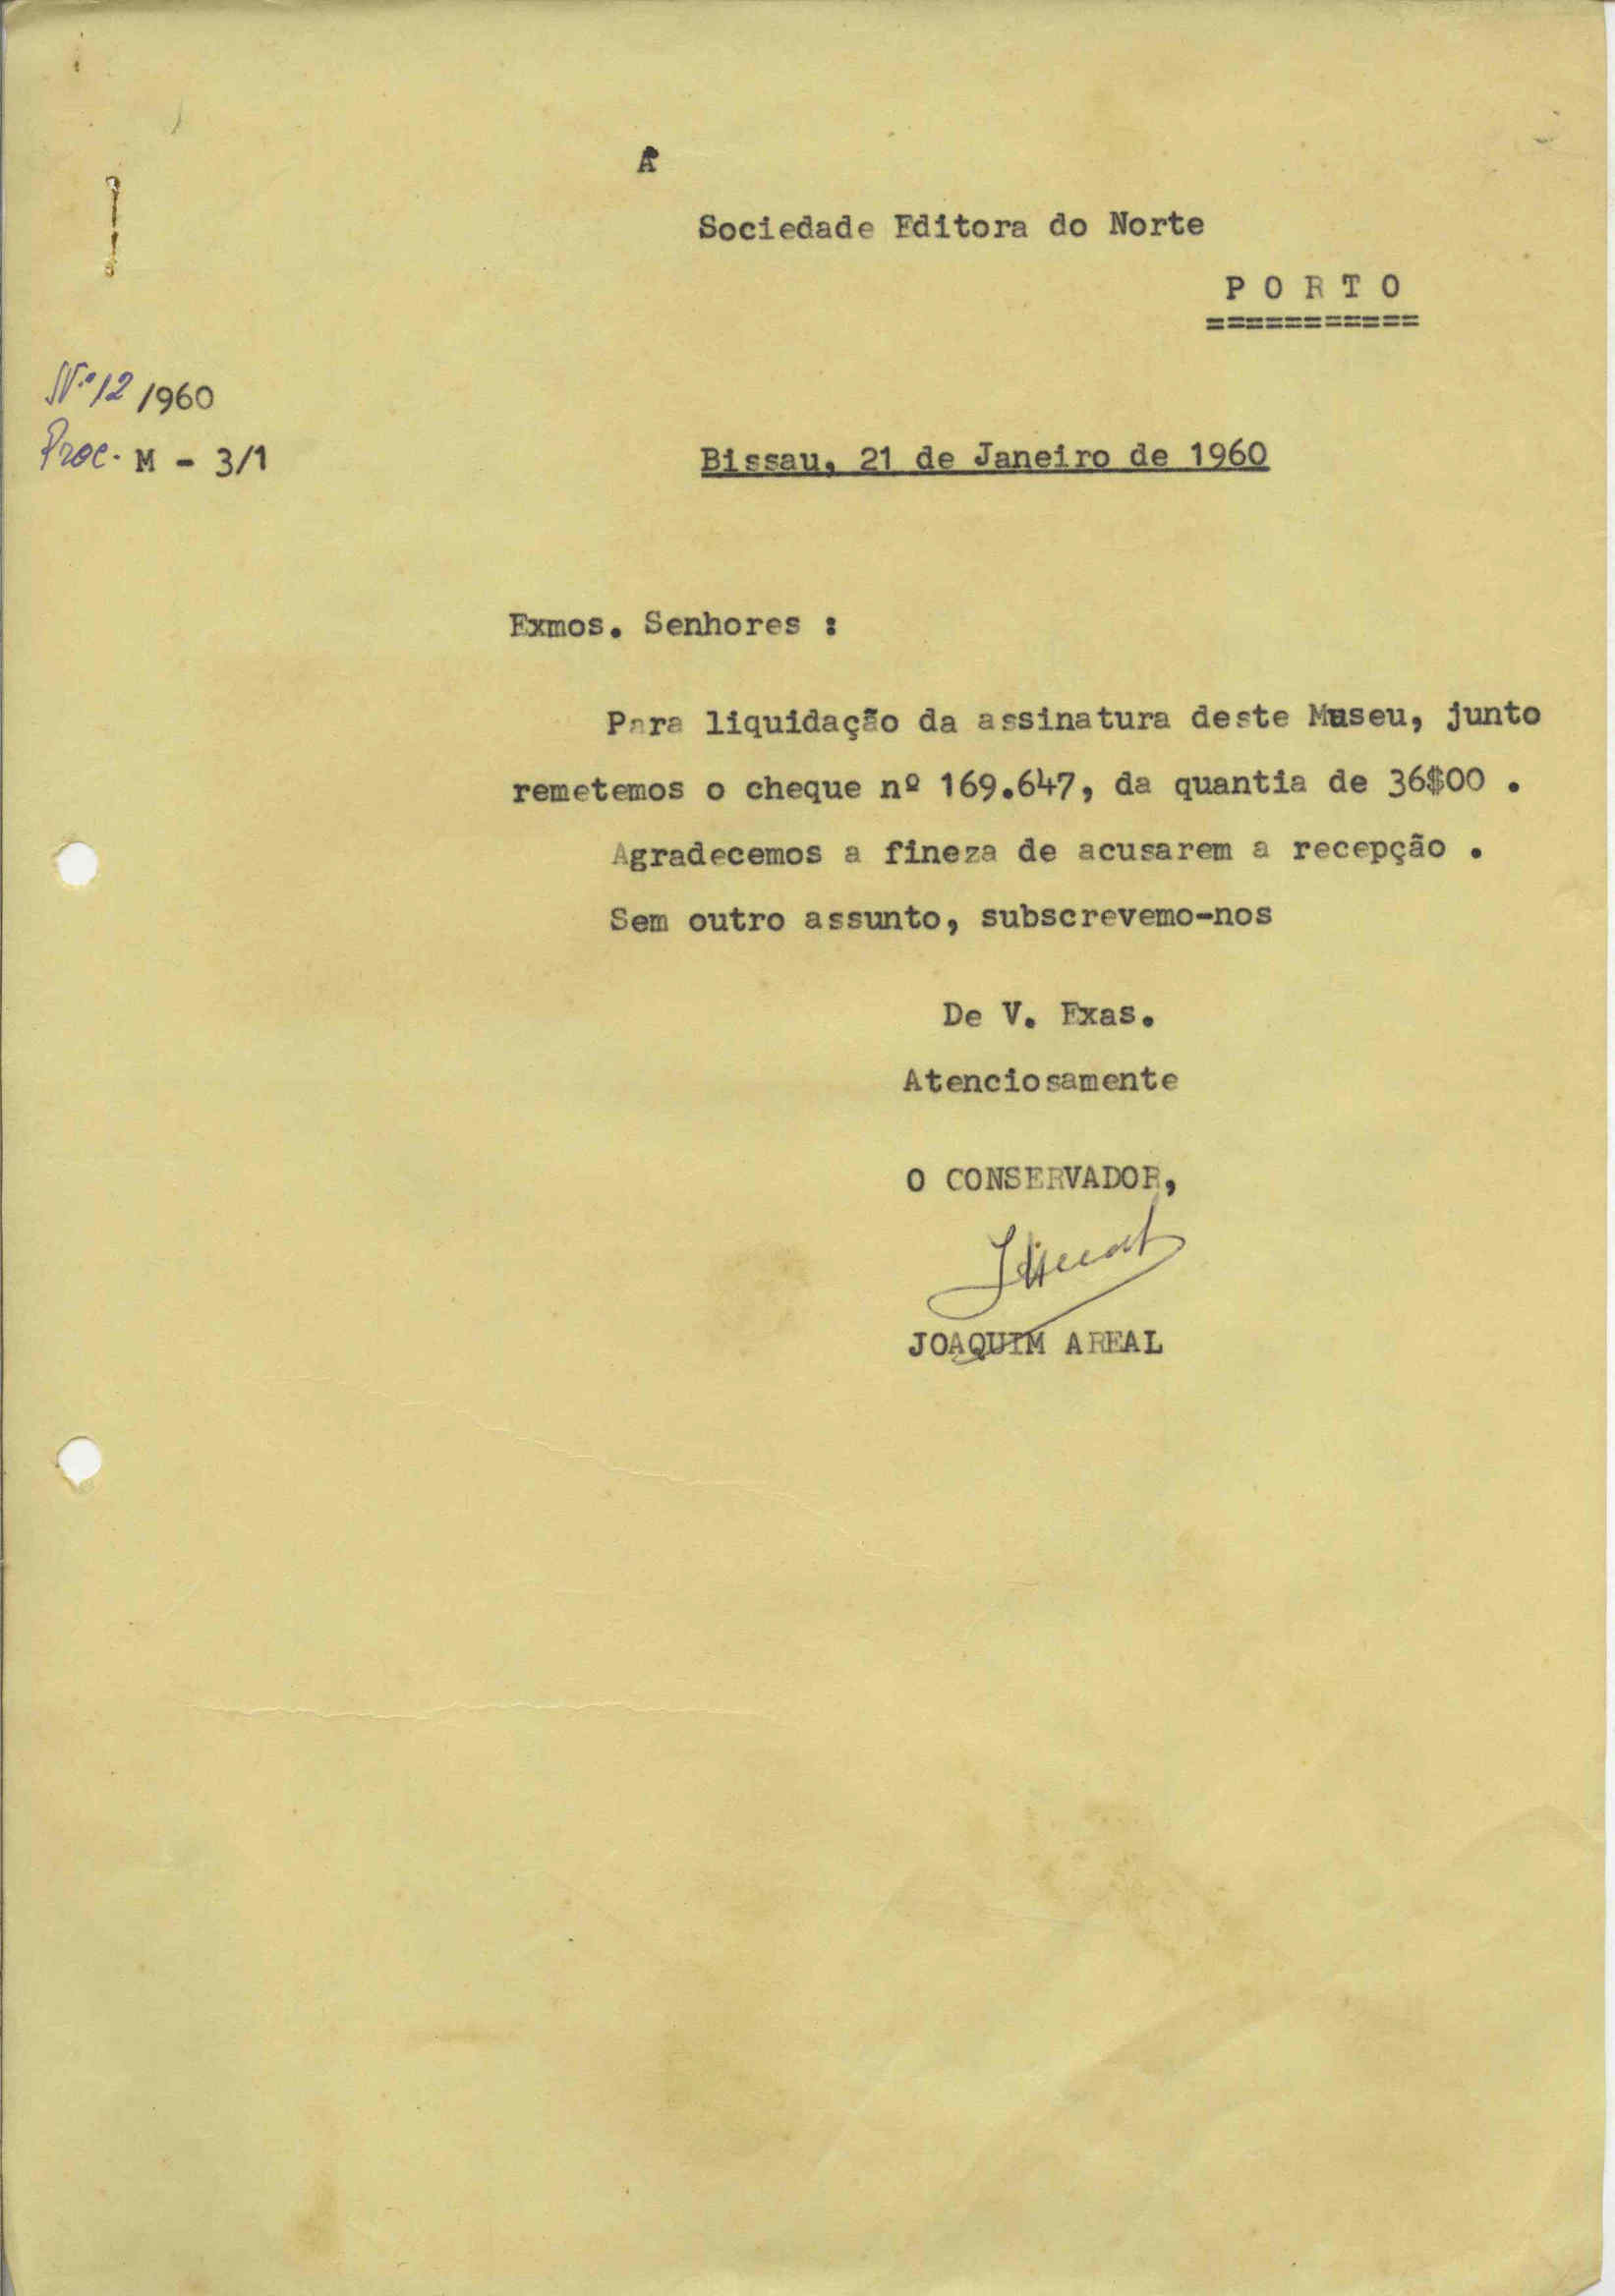 À
Sociedade Editora do Norte
P O R T O
===========
Nº 12 /960
Proc. M - 3/1
Bissau, 21 de Janeiro de 1960
Exmos. Senhores :
Para liquidação da assinatura deste Museu, junto
remetemos o cheque nº 169.647, da quantia de 36$00 .
Agradecemos a fineza de acusarem a recepção .
Sem outro assunto, subscrevemo-nos
De V. Exas.
Atenciosamente
O CONSERVADOR,
JOAQUIM AREAL